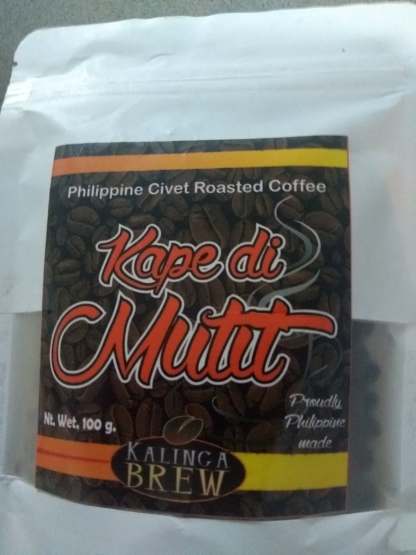 Philippine Civet Roasted Coffee
Kape di
Mutit
Nt. Wet. 100 g.
Proudly
Philippine
made
KALINGA
BREW